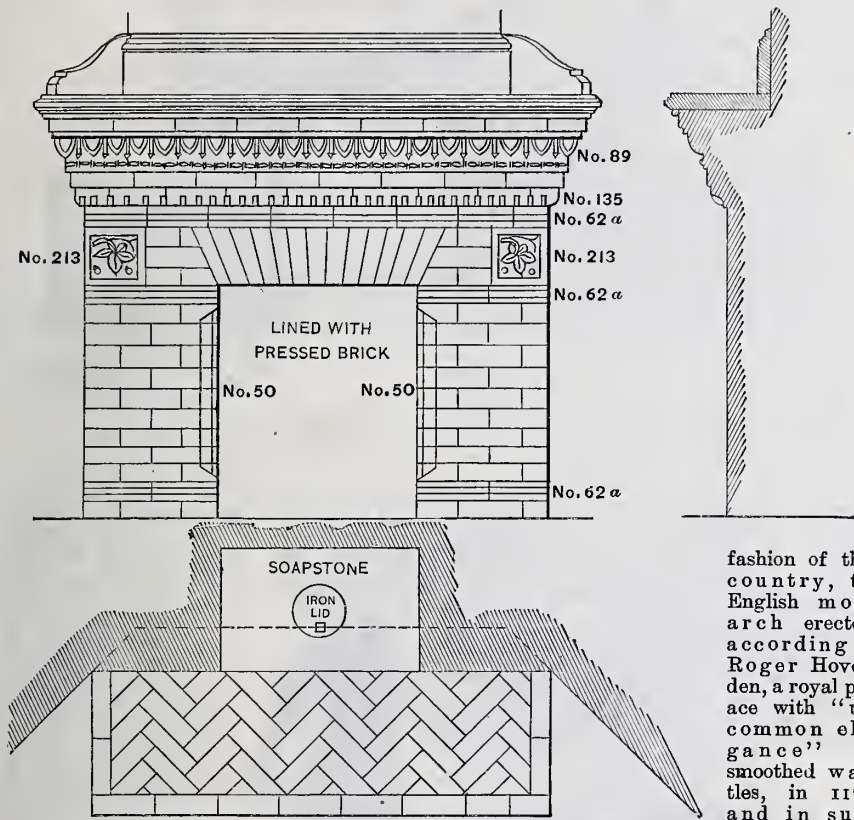 No.89
No.135
No.62 a
No.213
No.213
No.62 a
LINED WITH
PRESSED BRICK
No.50
No.50
No.62 a
SOAPSTONE
IRON
LID
fashion of th
country, t
English mo
arch erecte
according
Roger Hove
den, a royal p
ace with “u
common el
gance”
smoothed wa
tles, in 11
and in su